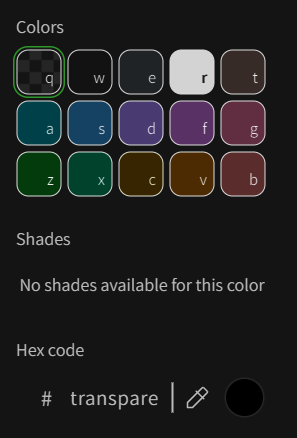 Colors
q w e r t
a s d f g
z x c v b
Shades
No shades available for this color
Hex code
# transpare